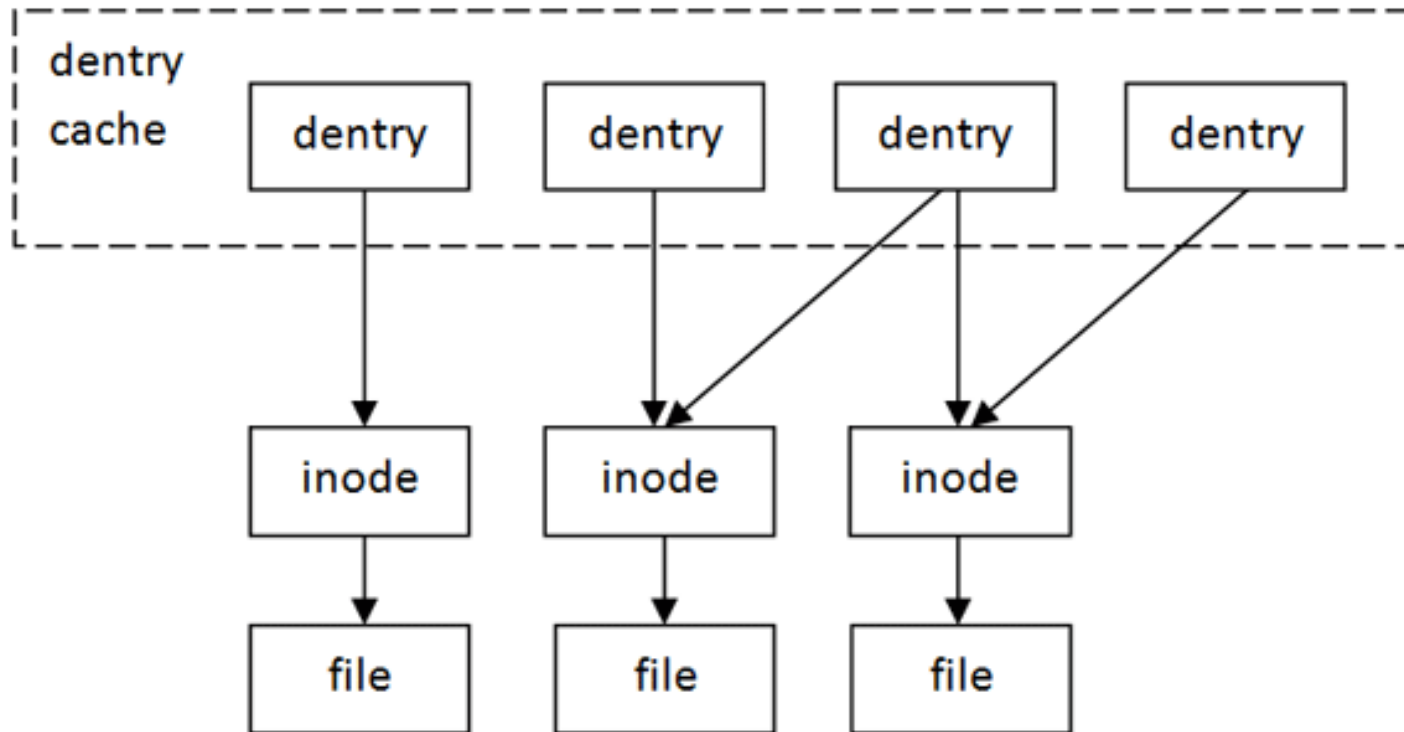 dentry
cache
dentry dentry dentry dentry
inode inode inode
file file file